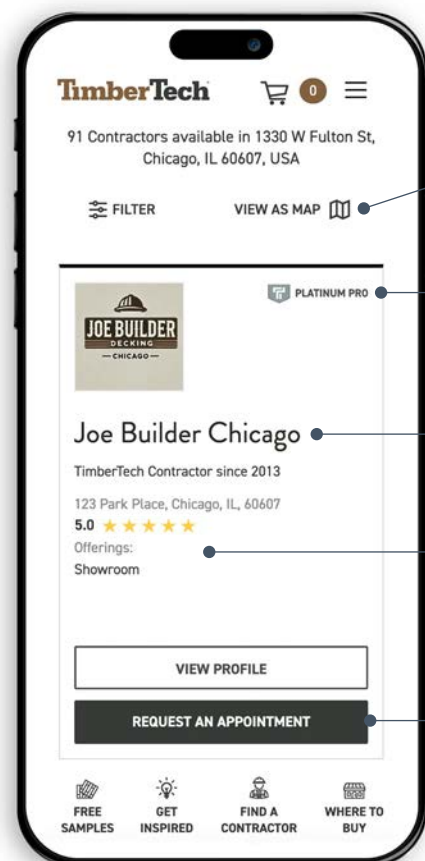 TimberTech
0
91 Contractors available in 1330 W Fulton St,
Chicago, IL 60607, USA
FILTER
VIEW AS MAP
JOE BUILDER
DECKING
CHICAGO
PLATINUM PRO
Joe Builder Chicago
TimberTech Contractor since 2013
123 Park Place, Chicago, IL, 60607
5.0
Offerings:
Showroom
VIEW PROFILE
REQUEST AN APPOINTMENT
FREE
SAMPLES
GET
INSPIRED
FIND A
CONTRACTOR
WHERE TO
BUY